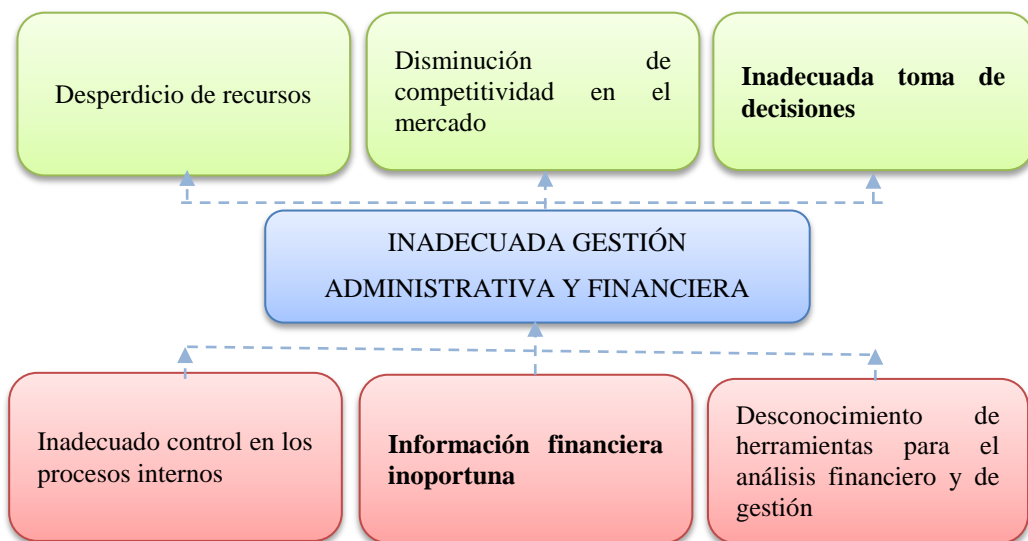 Desperdicio de recursos
Disminución de
competitividad en el
mercado
Inadecuada toma de
decisiones
INADECUADA GESTIÓN
ADMINISTRATIVA Y FINANCIERA
Inadecuado control en los
procesos internos
Información financiera
inoportuna
Desconocimiento de
herramientas para el
análisis financiero y de
gestión